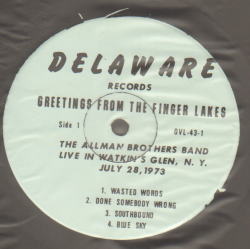 DELAWARE
RECORDS
GREETINGS FROM THE FINGER LAKES
Side 1
OVL-43-1
THE ALLMAN BROTHERS BAND
LIVE IN WATKIN'S GLEN, N. Y.
JULY 28,1973
1. WASTED WORDS
2. DONE SOMEBODY WRONG
3. SOUTHBOUND
4. BLUE SKY